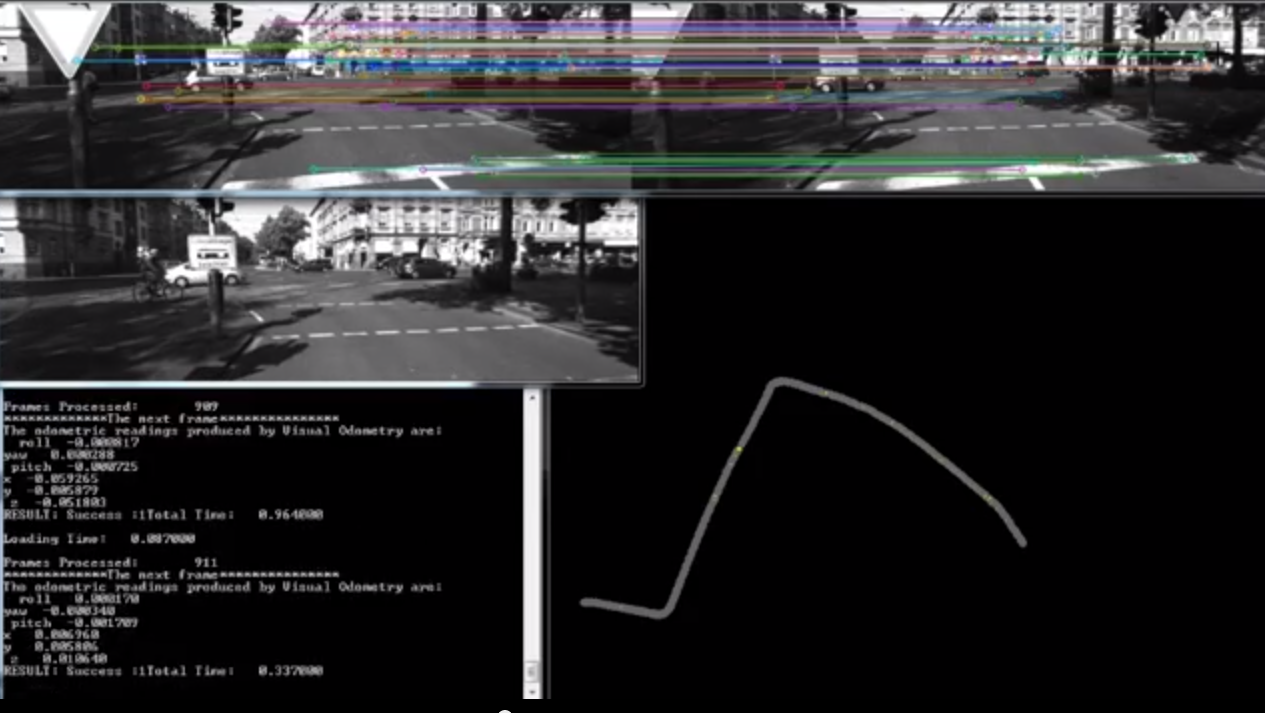 Frames Processed: 909
*************The next frame***************
The odometric readings produced by Visual Odometry are:
roll -0.000817
yaw 0.000288
pitch -0.000725
x -0.059265
y -0.005879
z -0.051803
RESULT: Success :1Total Time: 0.964000
Loading Time: 0.087000
Frames Processed: 911
*************The next frame***************
The odometric readings produced by Visual Odometry are:
roll 0.000170
yaw -0.000340
pitch -0.001709
x 0.006960
y 0.005806
z 0.010640
RESULT: Success :1Total Time: 0.337000